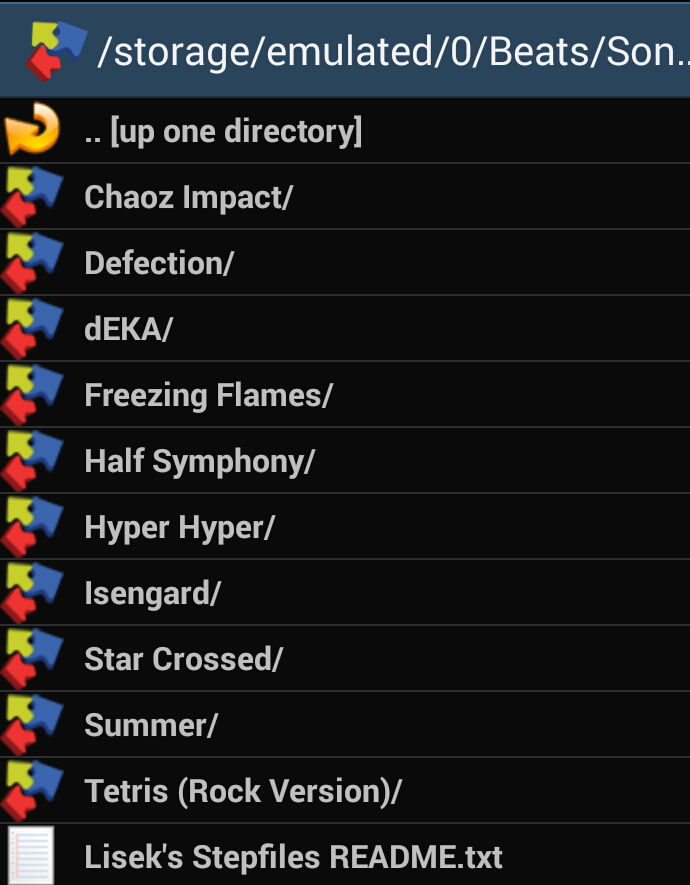 /storage/emulated/0/Beats/Son..
.. [up one directory]
Chaoz Impact/
Defection/
dEKA/
Freezing Flames/
Half Symphony/
Hyper Hyper/
Isengard/
Star Crossed/
Summer/
Tetris (Rock Version)/
Lisek's Stepfiles README.txt